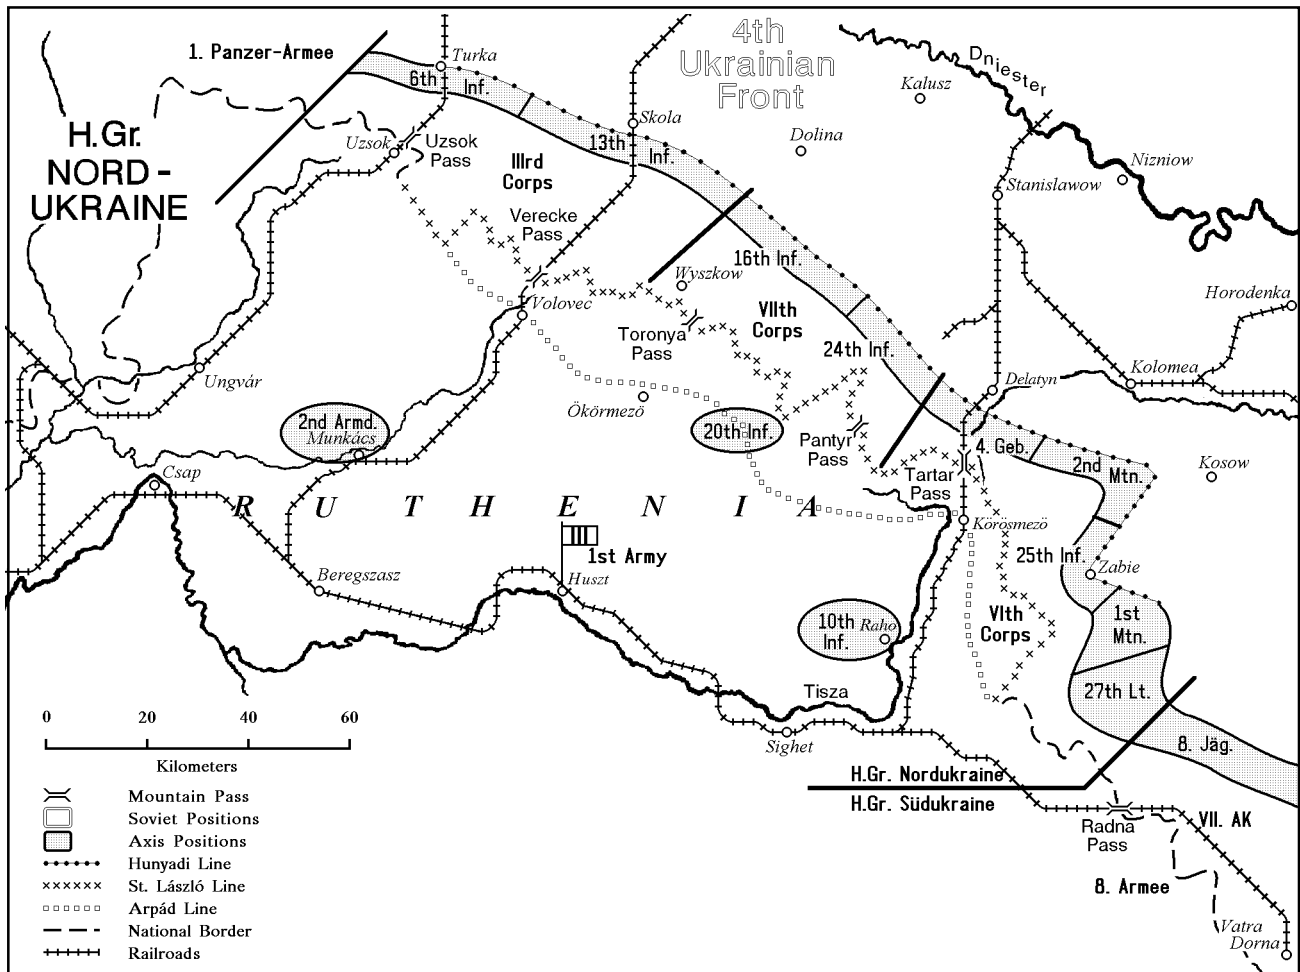 1. Panzer-Armee
Turka
6th
Inf.
4th
Ukrainian
Front
Dniester
Kalusz
H.Gr.
NORD-
UKRAINE
Uzsok
Uzsok
Pass
Skola
13th
Inf.
Dolina
Nizniow
IIIrd
Corps
Stanislawow
Verecke
Pass
16th Inf.
Wyszkow
Volovec
VIIth
Corps
Toronya
Pass
Horodenka
24th Inf.
Ungvár
Delatyn
Kolomea
Ökörmezö
2nd Armd.
Munkács
20th Inf.
Pantyr
Pass
4. Geb.
Tartar
Pass
2nd
Mtn.
Kosow
Csap
RUTHENIA
Körösmezö
1st Army
25th Inf.
Zabie
Beregszasz
Huszt
10th
Inf.
Raho
VIth
Corps
1st
Mtn.
Tisza
27th Lt.
8. Jäg.
Sighet
0 20 40 60
Kilometers
H.Gr. Nordukraine
H.Gr. Südukraine
Mountain Pass
Soviet Positions
Axis Positions
Hunyadi Line
St. László Line
Arpád Line
National Border
Railroads
Radna
Pass
VII. AK
8. Armee
Vatra
Dorna